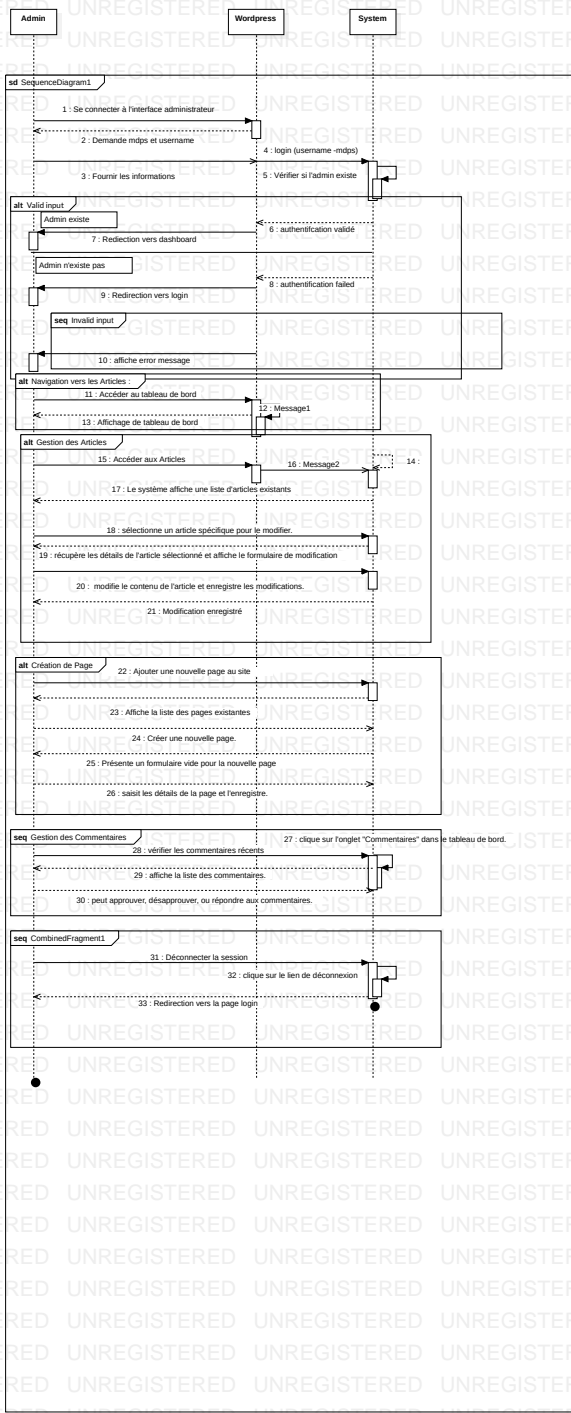 Admin
Wordpress
System
sd SequenceDiagram1
1 : Se connecter à l'interface administrateur
2 : Demande mdps et username
4 : login (username -mdps)
3 : Fournir les informations
5 : Vérifier si l'admin existe
alt Valid input
Admin existe
6 : authentifcation validé
7 : Rediection vers dashboard
Admin n'existe pas
8 : authentification failed
9 : Redirection vers login
seq Invalid input
10 : affiche error message
alt Navigation vers les Articles :
11 : Accéder au tableau de bord
12 : Message1
13 : Affichage de tableau de bord
alt Gestion des Articles
15 : Accéder aux Articles
16 : Message2
14 :
17 : Le système affiche une liste d'articles existants
18 : sélectionne un article spécifique pour le modifier.
19 : récupère les détails de l'article sélectionné et affiche le formulaire de modification
20 : modifie le contenu de l'article et enregistre les modifications.
21 : Modification enregistré
alt Création de Page
22 : Ajouter une nouvelle page au site
23 : Affiche la liste des pages existantes
24 : Créer une nouvelle page.
25 : Présente un formulaire vide pour la nouvelle page
26 : saisit les détails de la page et l'enregistre.
seq Gestion des Commentaires
27 : clique sur l'onglet "Commentaires" dans le tableau de bord.
28 : vérifier les commentaires récents
29 : affiche la liste des commentaires.
30 : peut approuver, désapprouver, ou répondre aux commentaires.
seq CombinedFragment1
31 : Déconnecter la session
32 : clique sur le lien de déconnexion
33 : Redirection vers la page login
UNREGISTERED